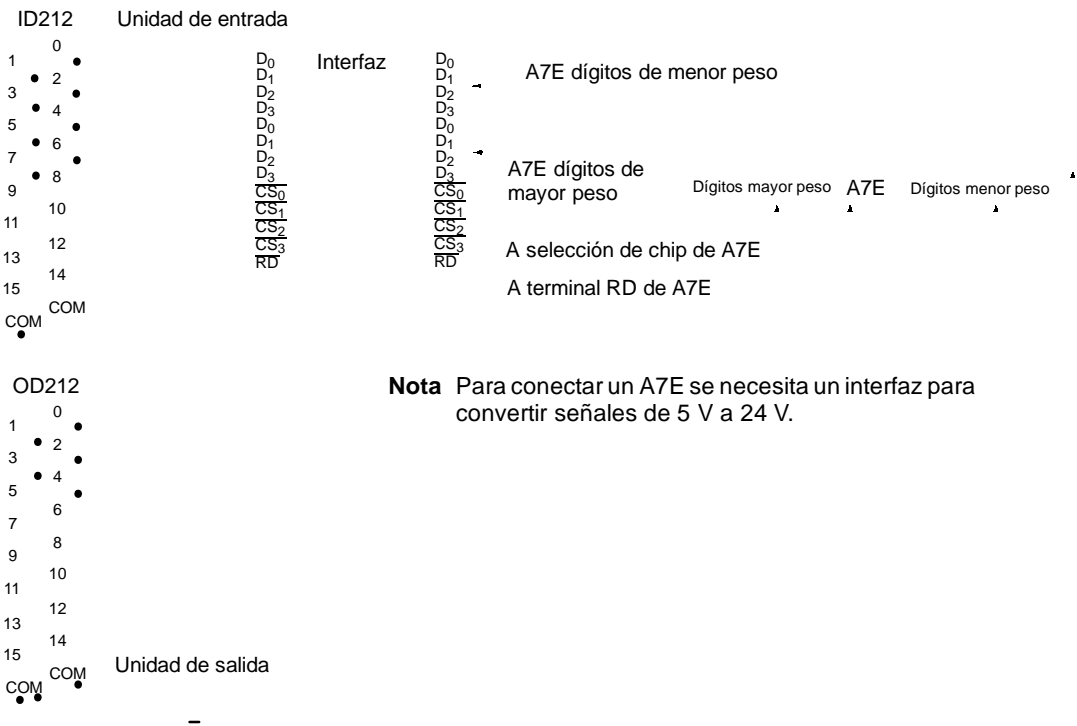 ID212 Unidad de entrada
0
1
2
3
4
5
6
7
8
9
10
11
12
13
14
15
COM
COM
D0
D1
D2
D3
D0
D1
D2
D3
CS0
CS1
CS2
CS3
RD
Interfaz
D0
D1
D2
D3
D0
D1
D2
D3
CS0
CS1
CS2
CS3
RD
A7E dígitos de menor peso
A7E dígitos de
mayor peso
A selección de chip de A7E
A terminal RD de A7E
Dígitos mayor peso A7E Dígitos menor peso
Nota Para conectar un A7E se necesita un interfaz para
convertir señales de 5 V a 24 V.
OD212
0
1
2
3
4
5
6
7
8
9
10
11
12
13
14
15
COM
COM
Unidad de salida